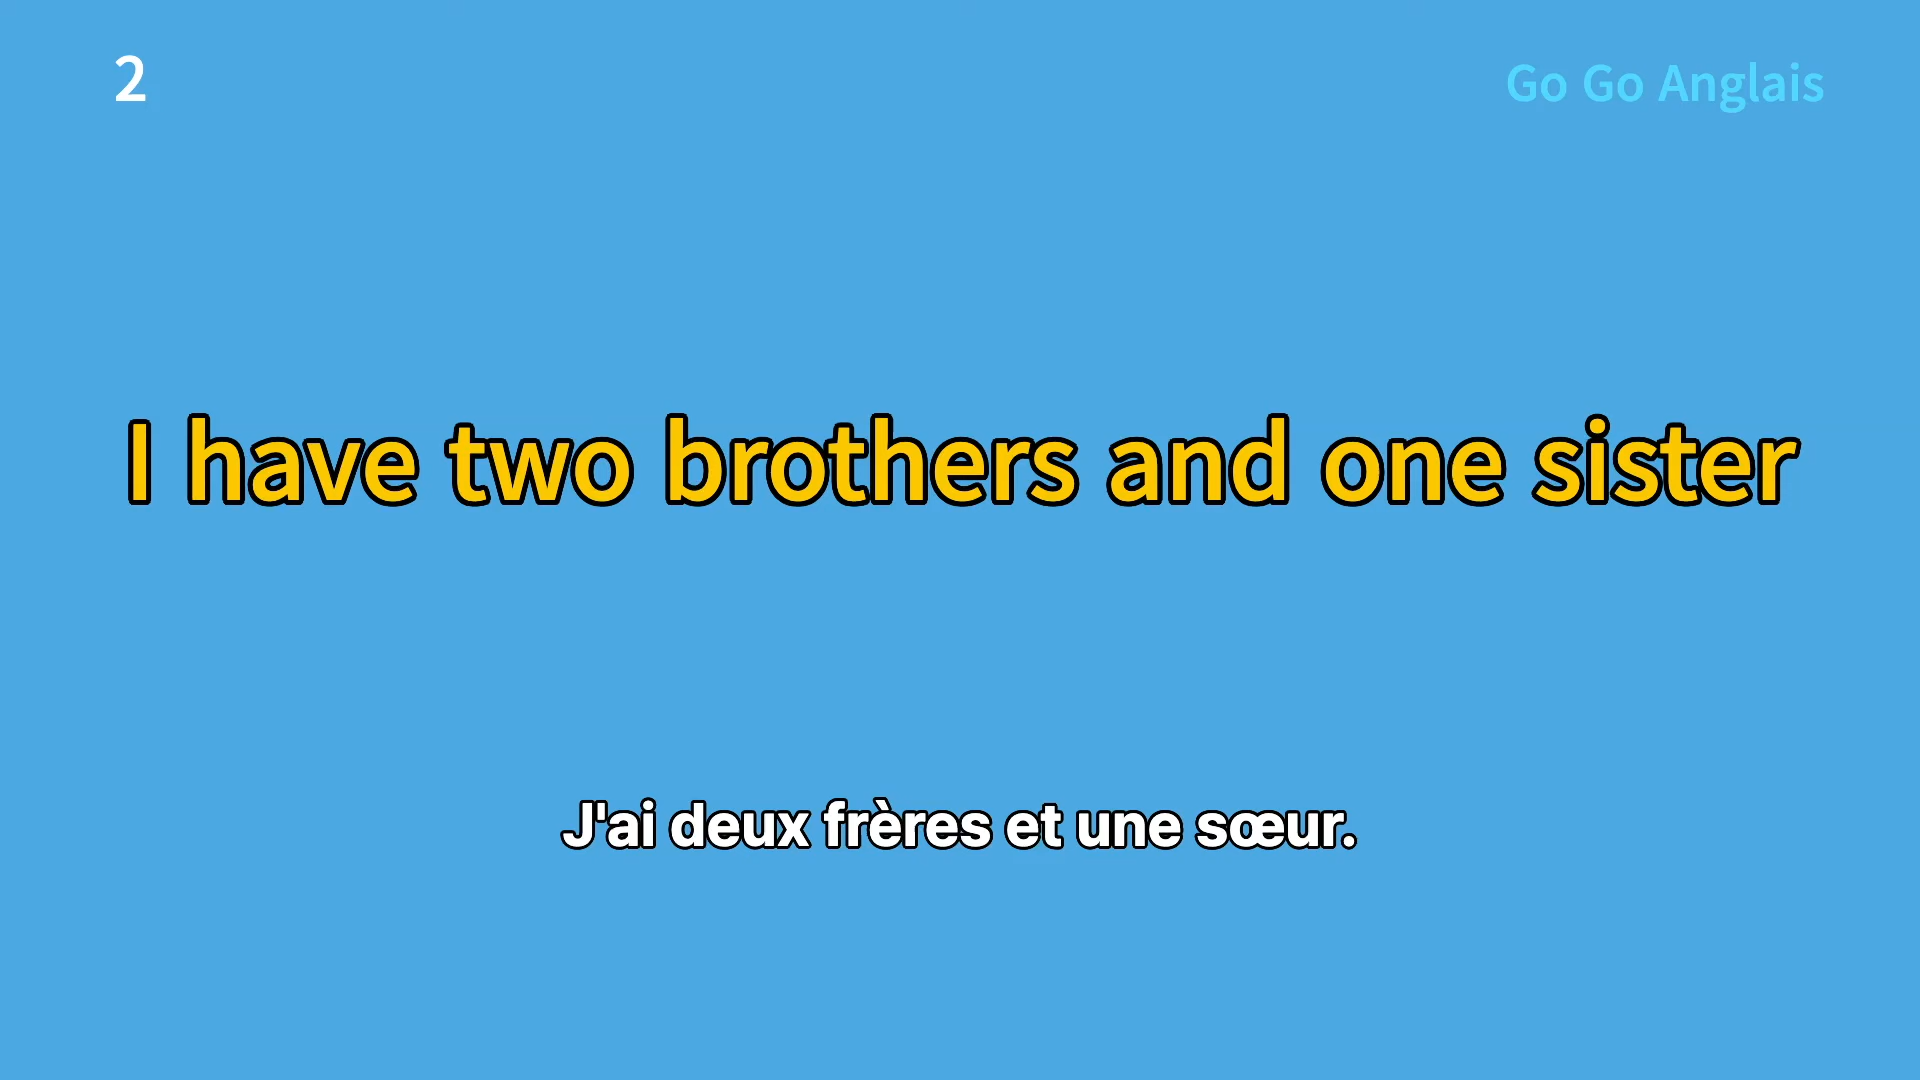 2
Go Go Anglais
I have two brothers and one sister
J'ai deux frères et une sœur.